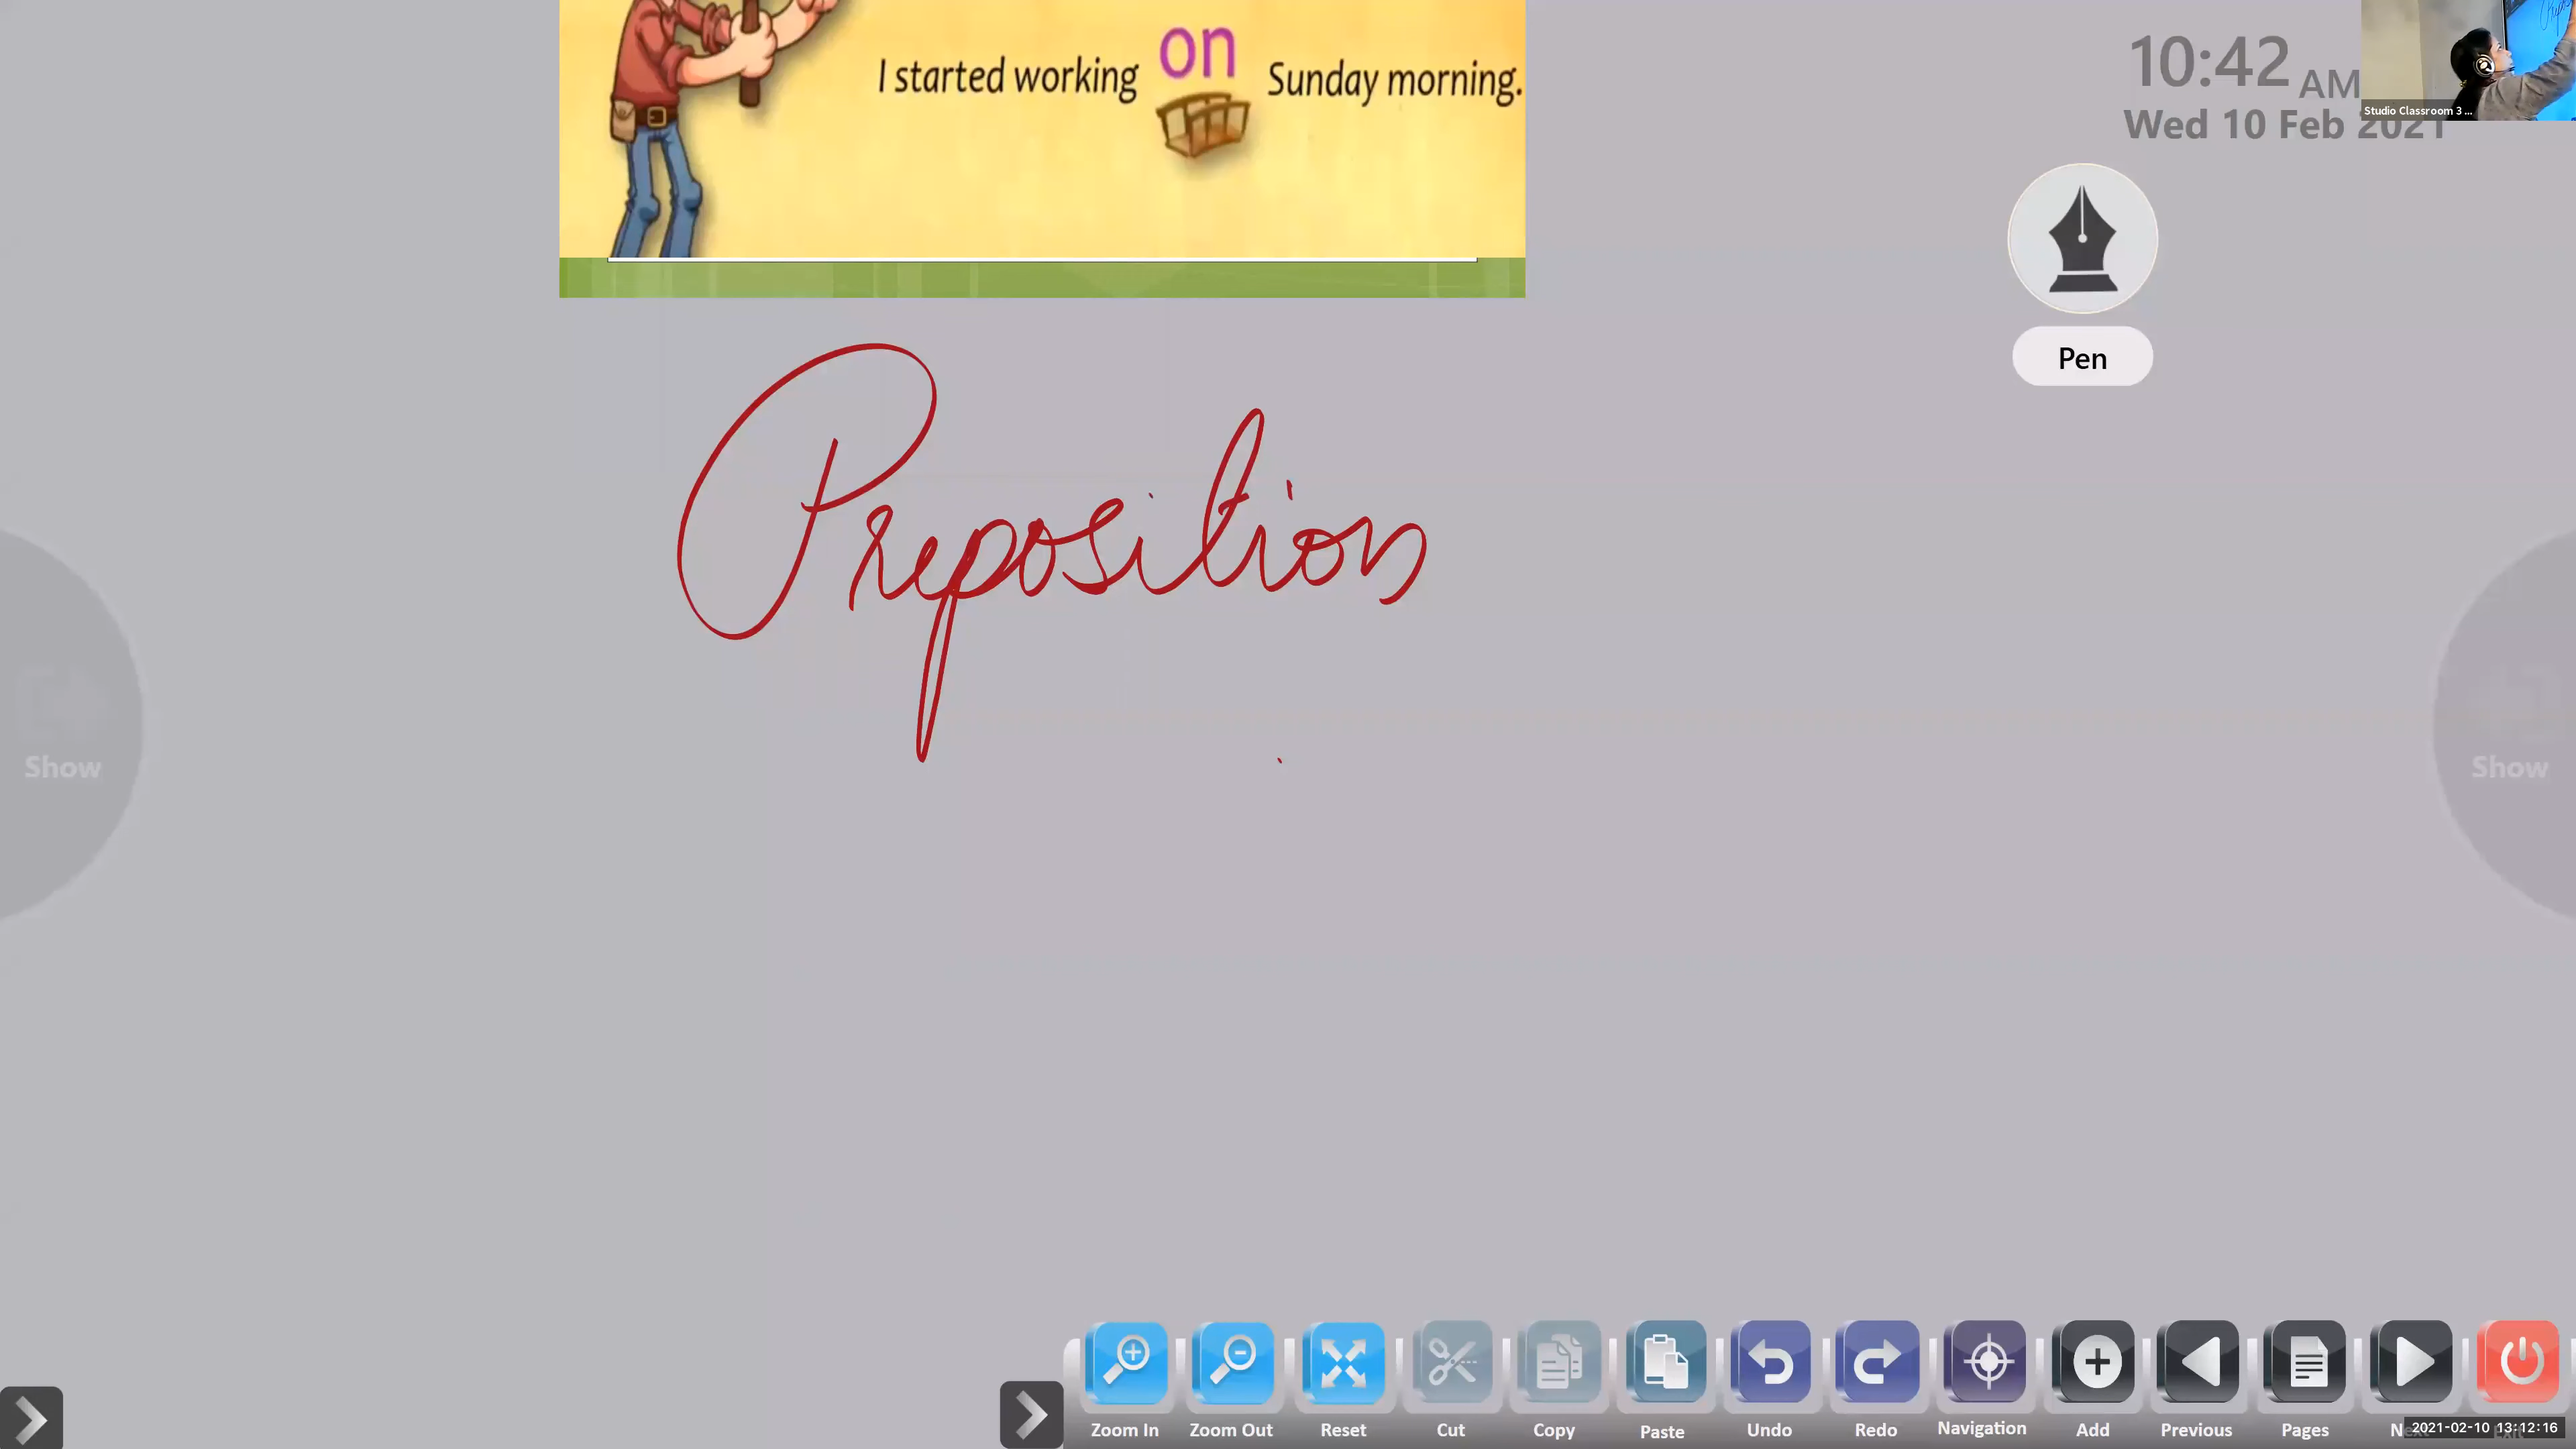 I started working on Sunday morning.
10:42 AM
Wed 10 Feb 2021
Studio Classroom 3 ...
Pen
Preposition
Show
Show
Zoom In Zoom Out Reset Cut Copy Paste Undo Redo Navigation Add Previous Pages
2021-02-10 13:12:16